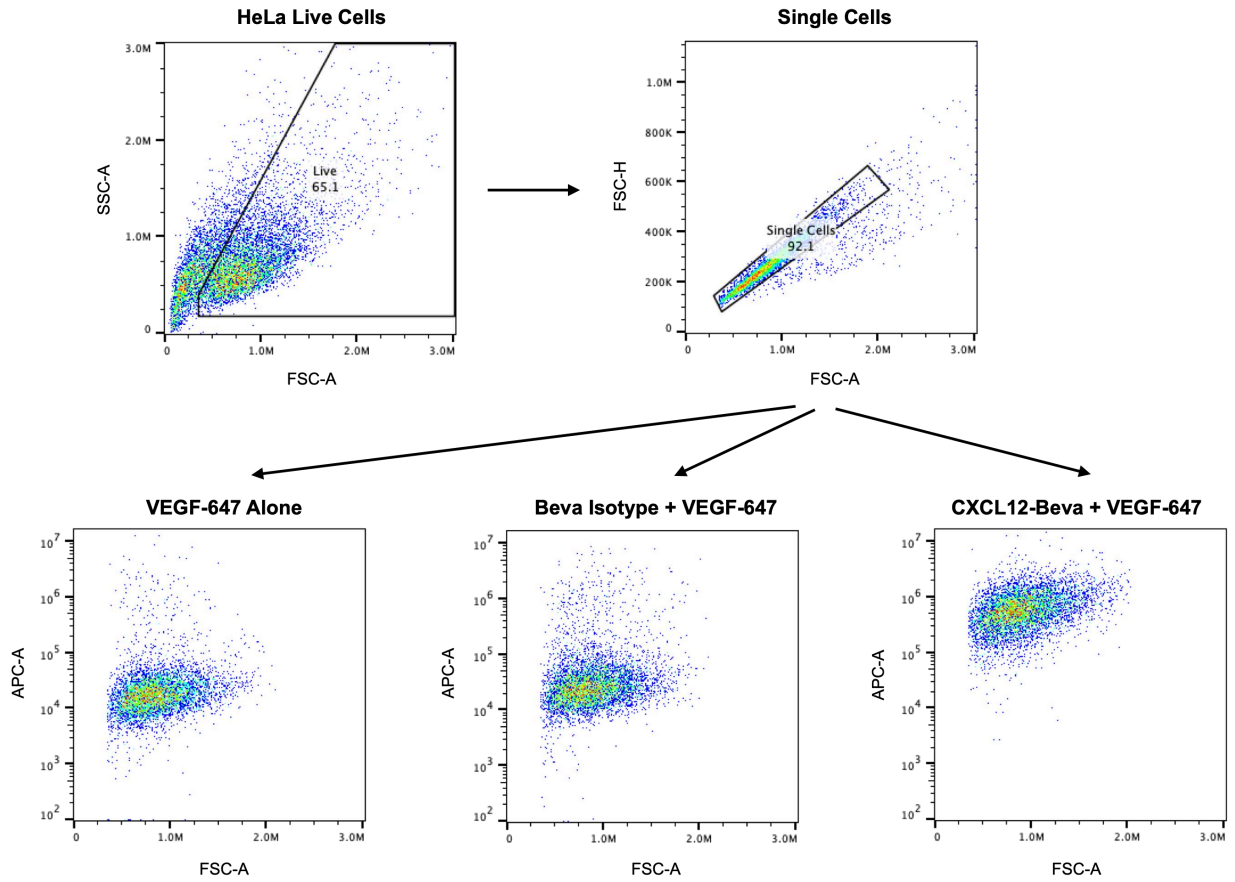 HeLa Live Cells
Single Cells
3.0M
2.0M
1.0M
0
SSC-A
Live
65.1
0
1.0M
2.0M
3.0M
FSC-A
1.0M
800K
600K
400K
200K
0
FSC-H
Single Cells
92.1
0
1.0M
2.0M
3.0M
FSC-A
VEGF-647 Alone
Beva Isotype + VEGF-647
CXCL12-Beva + VEGF-647
10⁷
10⁶
10⁵
10⁴
10³
10²
APC-A
0
1.0M
2.0M
3.0M
FSC-A
10⁷
10⁶
10⁵
10⁴
10³
10²
APC-A
0
1.0M
2.0M
3.0M
FSC-A
10⁷
10⁶
10⁵
10⁴
10³
10²
APC-A
0
1.0M
2.0M
3.0M
FSC-A